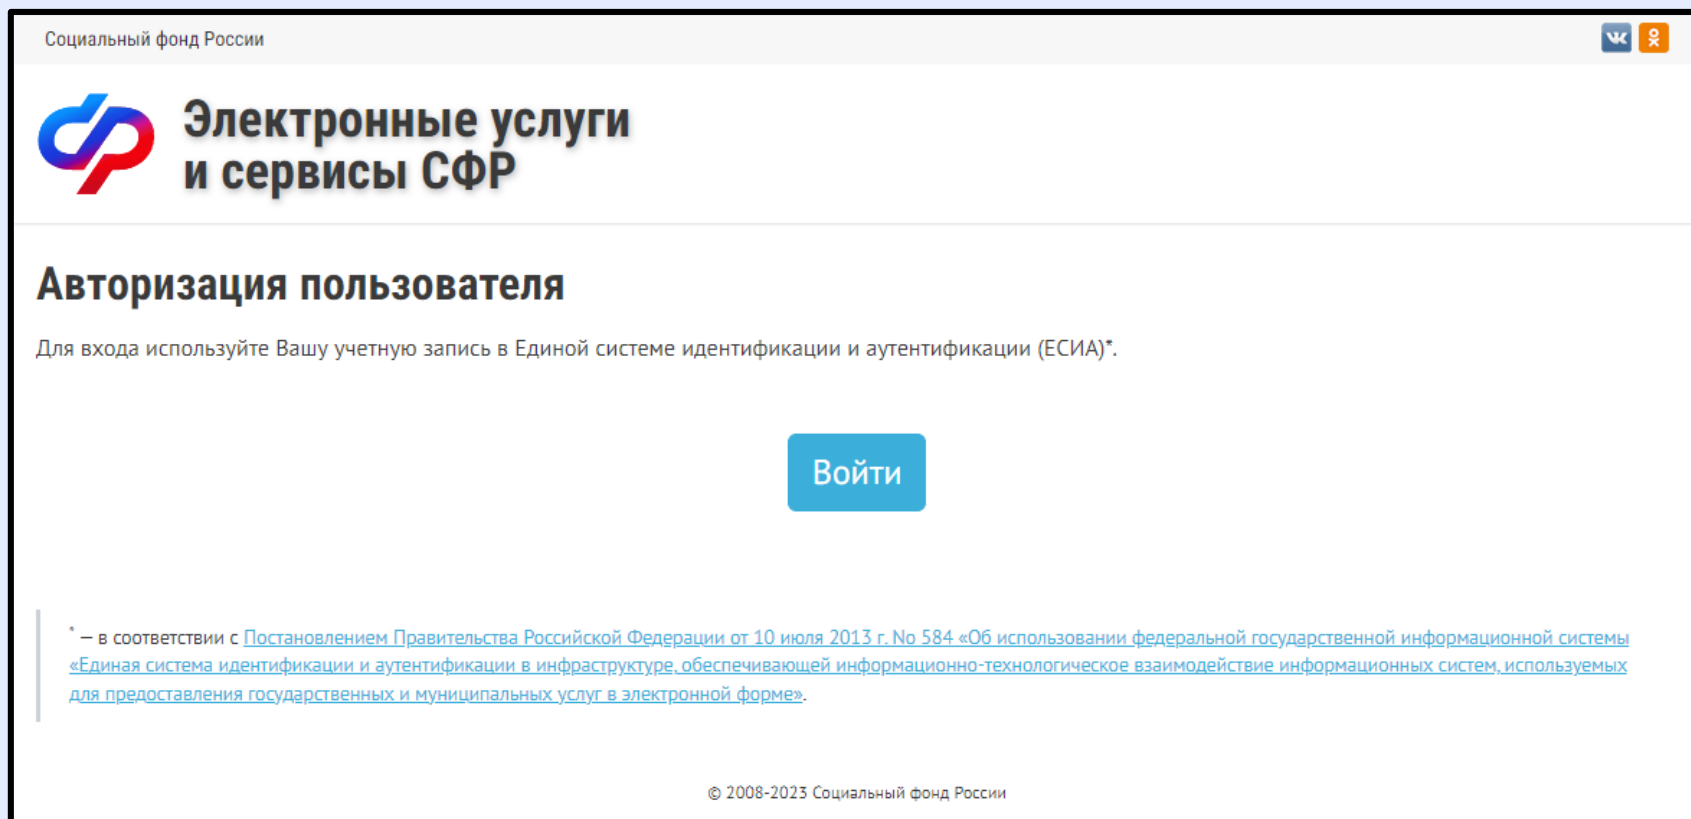 Социальный фонд России
Электронные услуги
и сервисы СФР
Авторизация пользователя
Для входа используйте Вашу учетную запись в Единой системе идентификации и аутентификации (ЕСИА)*.
Войти
* — в соответствии с Постановлением Правительства Российской Федерации от 10 июля 2013 г. No 584 «Об использовании федеральной государственной информационной системы
«Единая система идентификации и аутентификации в инфраструктуре, обеспечивающей информационно-технологическое взаимодействие информационных систем, используемых
для предоставления государственных и муниципальных услуг в электронной форме».
© 2008-2023 Социальный фонд России